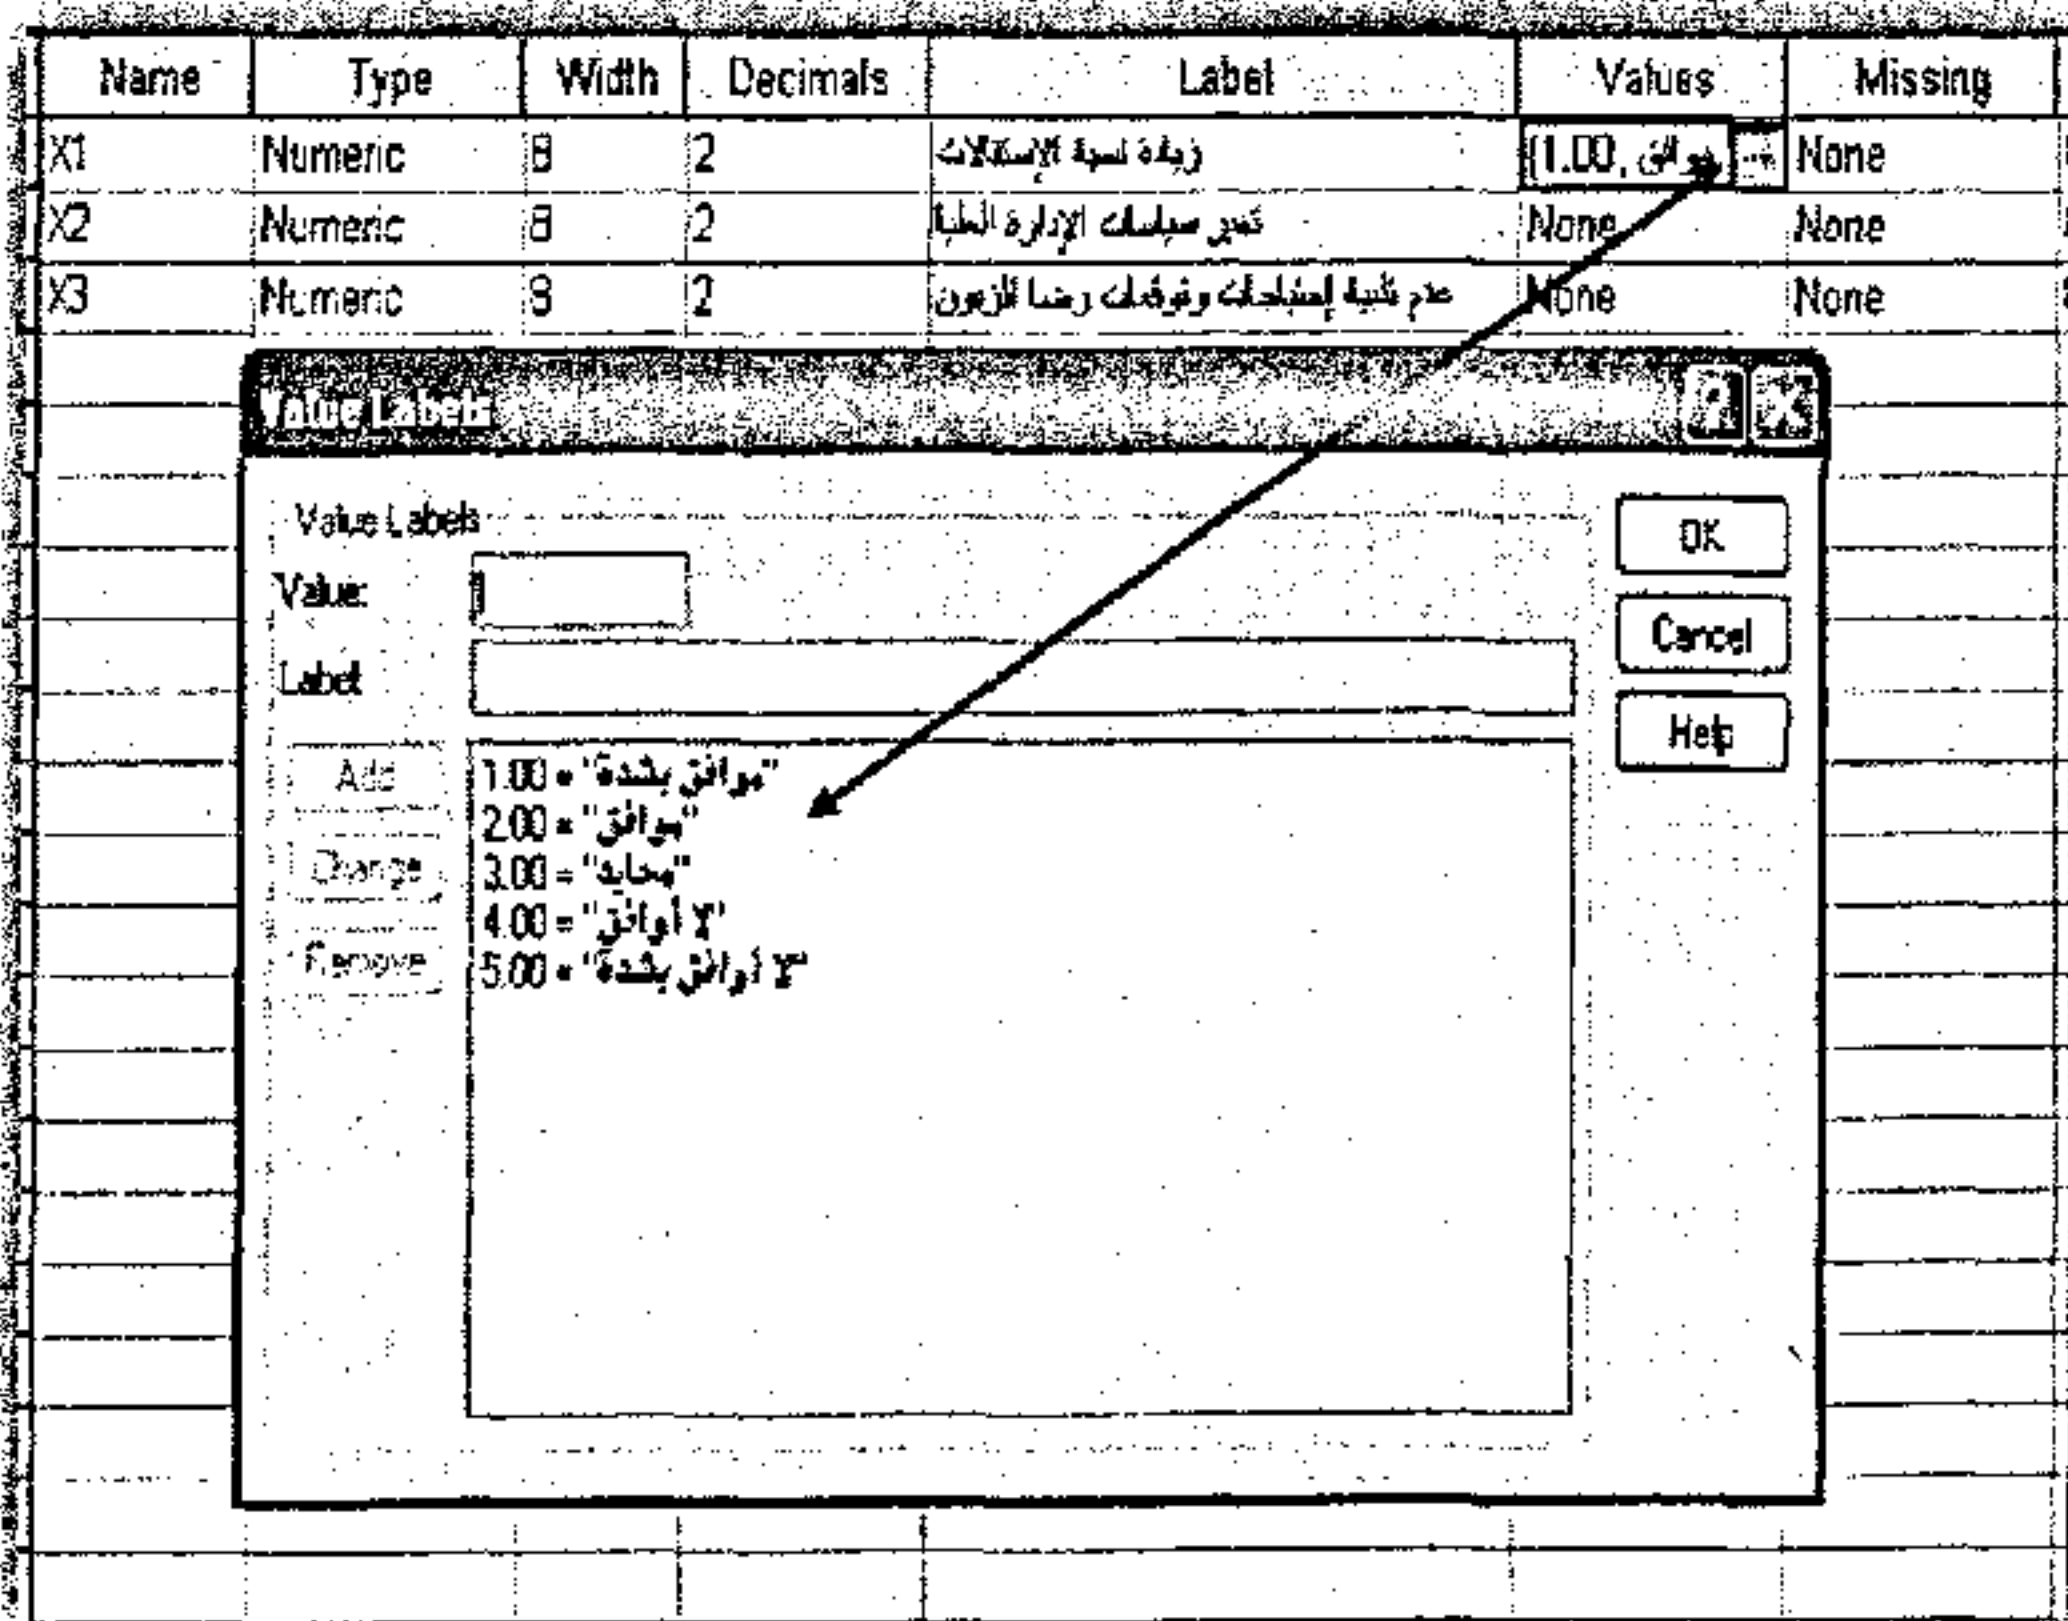 Name Type Width Decimals Label Values Missing
X1 Numeric 8 2 زيادة نسبة الإستقالات {1.00, موافق ... None
X2 Numeric 8 2 تغير سياسات الإدارة العليا None None
X3 Numeric 8 2 عدم تلبية إحتياجات وتوقعات رضا الزبون None None
Value Labels
Value Labels
Value:
Label
OK
Cancel
Help
Add
Change
Remove
1.00 = "موافق بشدة"
2.00 = "موافق"
3.00 = "محايد"
4.00 = "لا أوافق"
5.00 = "لا أوافق بشدة"